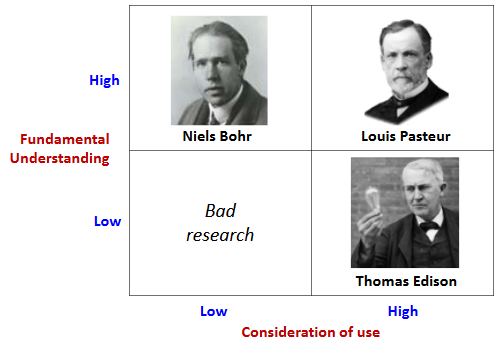 High
Niels Bohr
Louis Pasteur
Fundamental
Understanding
Low
Bad
research
Thomas Edison
Low
High
Consideration of use